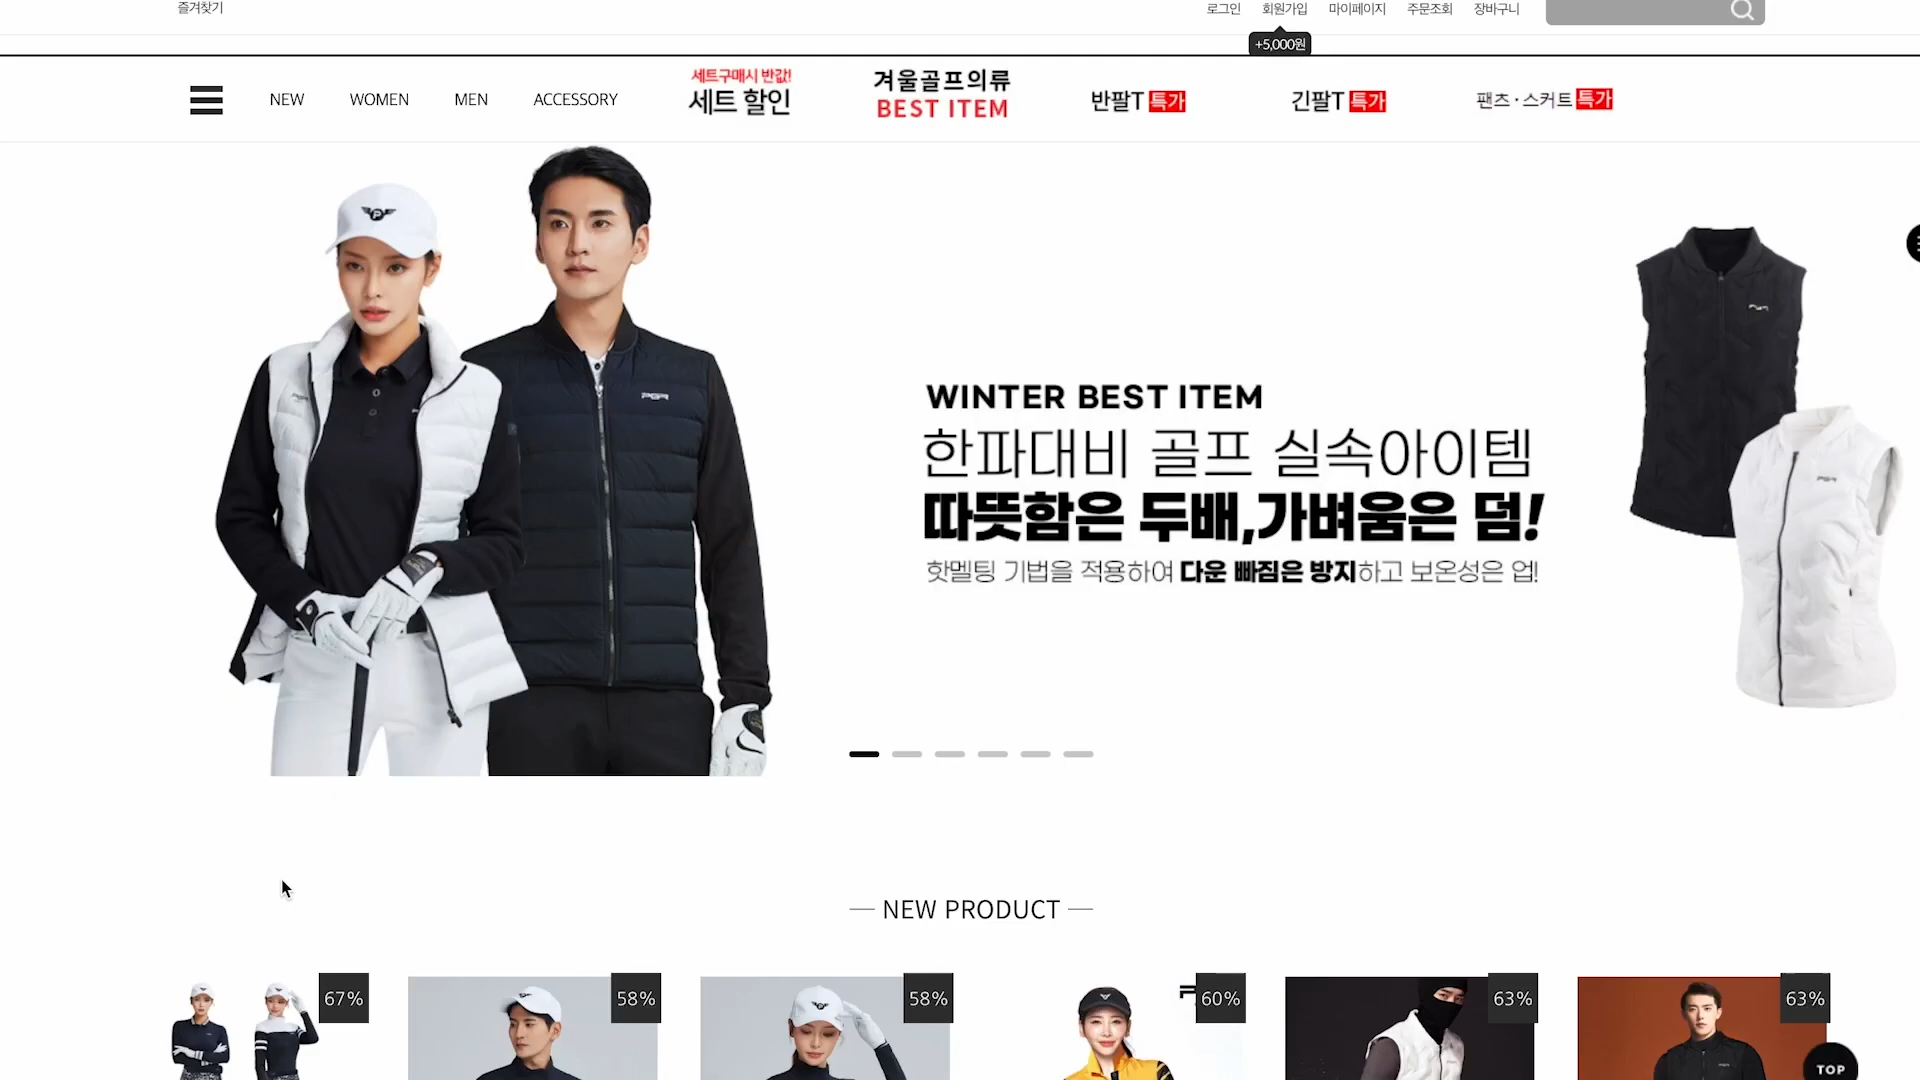 즐겨찾기
로그인 회원가입 마이페이지 주문조회 장바구니
+5,000원
NEW WOMEN MEN ACCESSORY
세트구매시 반값!
세트 할인
겨울골프의류
BEST ITEM
반팔T 특가
긴팔T 특가
팬츠·스커트 특가
PGR
PGR
WINTER BEST ITEM
한파대비 골프 실속아이템
따뜻함은 두배,가벼움은 덤!
핫멜팅 기법을 적용하여 다운 빠짐은 방지하고 보온성은 업!
PGR
PGR
NEW PRODUCT
67%
58%
58%
60%
63%
63%
TOP